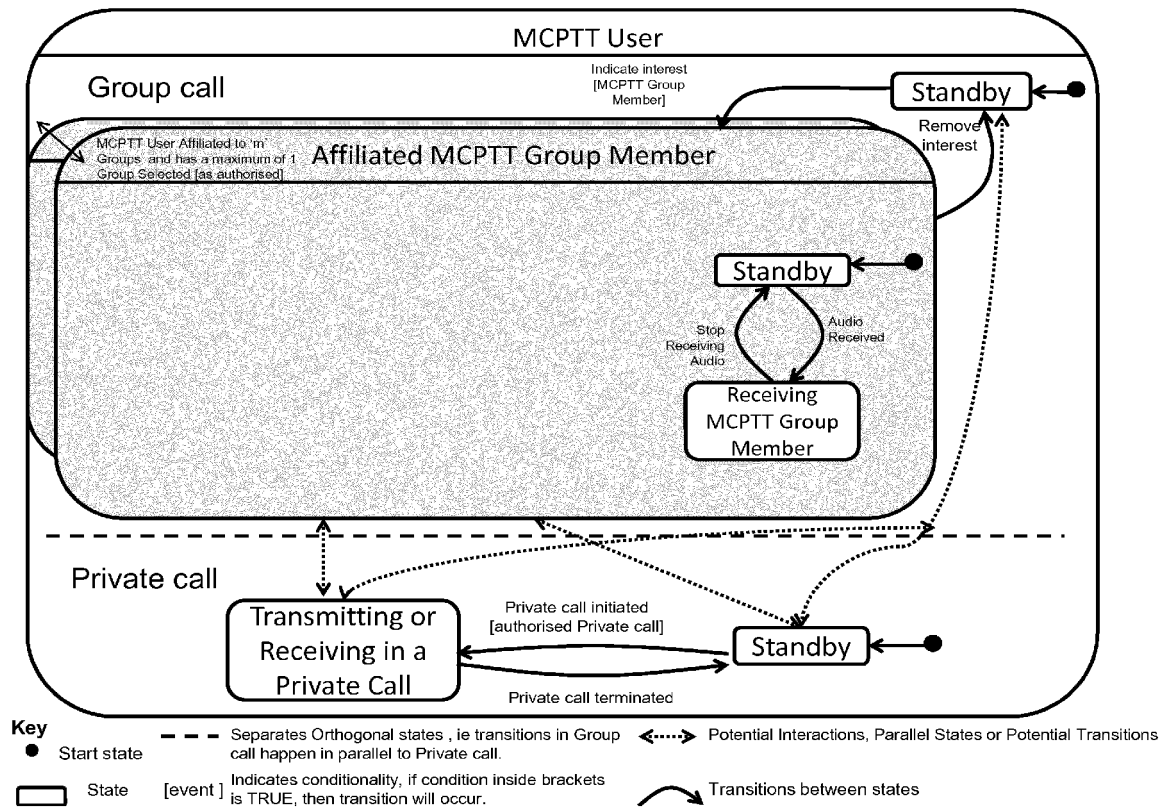 MCPTT User
Group call
Indicate interest
[MCPTT Group
Member]
Standby
Remove
interest
MCPTT User Affiliated to 'm'
Groups and has a maximum of 1
Group Selected [as authorised]
Affiliated MCPTT Group Member
Standby
Stop
Receiving
Audio
Audio
Received
Receiving
MCPTT Group
Member
Private call
Transmitting or
Receiving in a
Private Call
Private call initiated
[authorised Private call]
Standby
Private call terminated
Key
Start state
Separates Orthogonal states , ie transitions in Group
call happen in parallel to Private call.
Potential Interactions, Parallel States or Potential Transitions
State
[event ]
Indicates conditionality, if condition inside brackets
is TRUE, then transition will occur.
Transitions between states